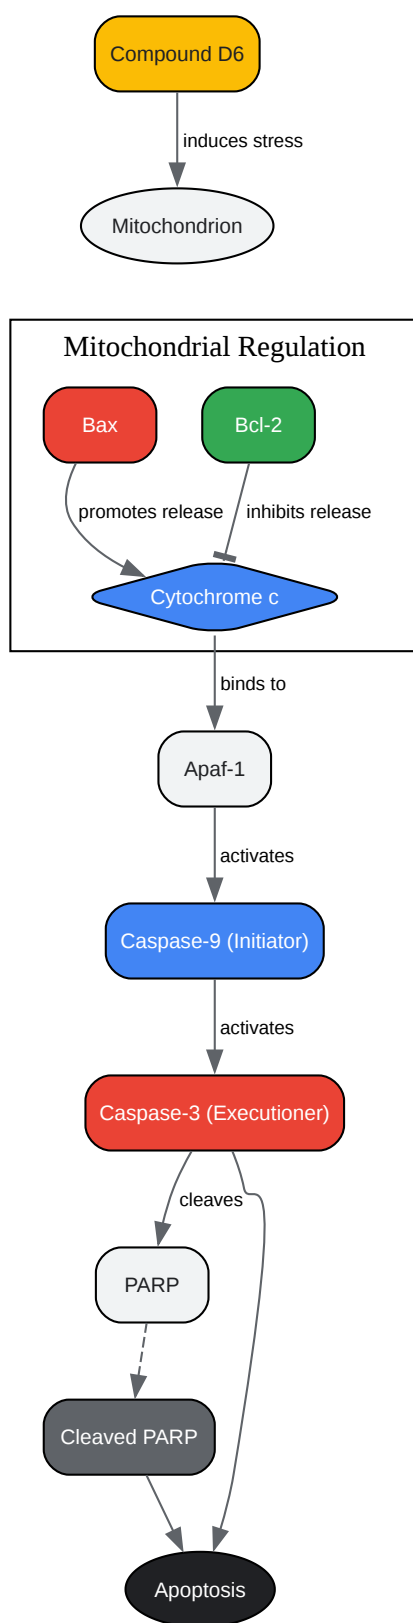 Compound D6
induces stress
Mitochondrion
Mitochondrial Regulation
Bax
Bcl-2
promotes release
inhibits release
Cytochrome c
binds to
Apaf-1
activates
Caspase-9 (Initiator)
activates
Caspase-3 (Executioner)
cleaves
PARP
Cleaved PARP
Apoptosis